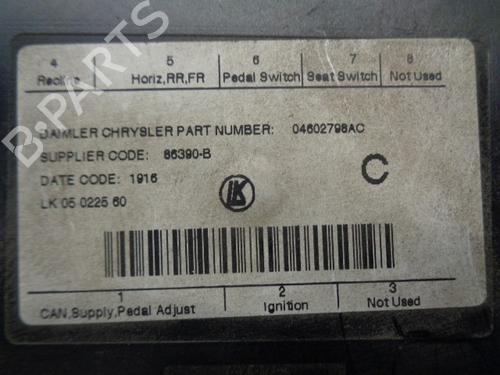 4 5 6 7 8
Recline Horiz,RR,FR Pedal Switch Seat Switch Not Used
DAIMLER CHRYSLER PART NUMBER: 04602798AC
SUPPLIER CODE: 86390-B
DATE CODE: 1916
LK 05 0225 60
LK
C
1 2 3
CAN,Supply,Pedal Adjust Ignition Not Used
B-PARTS